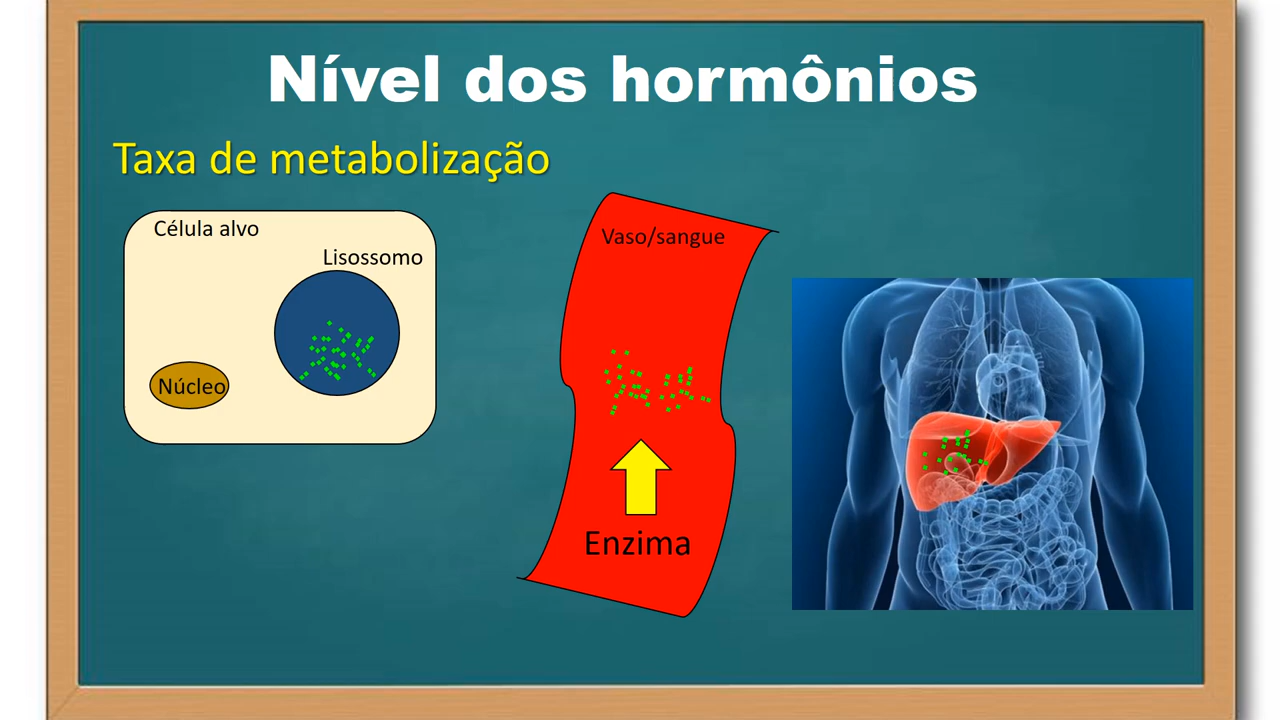 Nível dos hormônios
Taxa de metabolização
Célula alvo
Lisossomo
Núcleo
Vaso/sangue
Enzima